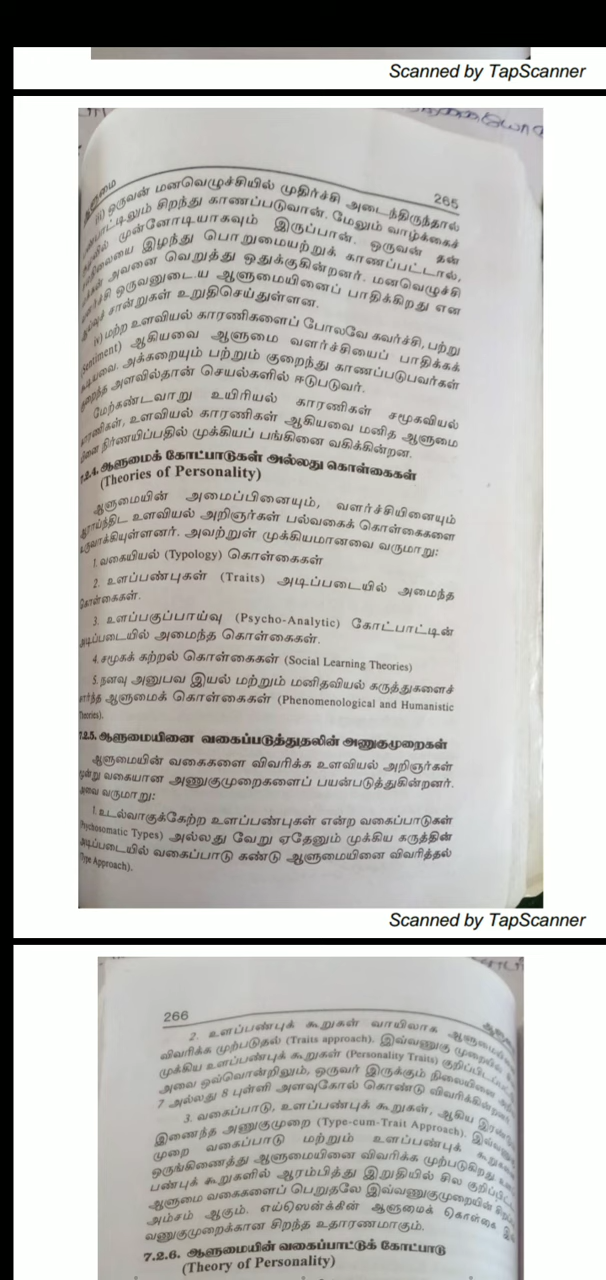 Scanned by TapScanner
265
iii) ஒருவன் மனவெழுச்சியில் முதிர்ச்சி அடைந்திருந்தால்
சிறந்து காணப்படுவான். மேலும் வாழ்க்கைச்
முன்னோடியாகவும் இருப்பான். ஒருவன் தன்
இழந்து பொறுமையற்றுக் காணப்பட்டால்,
அவனை வெறுத்து ஒதுக்குகின்றனர். மனவெழுச்சி
ஒருவனுடைய ஆளுமையினைப் பாதிக்கிறது என
சான்றுகள் உறுதிசெய்துள்ளன.
iv) மற்ற உளவியல் காரணிகளைப் போலவே கவர்ச்சி, பற்று
(Sentiment) ஆகியவை ஆளுமை வளர்ச்சியைப் பாதிக்கக்
கூடியவை. அக்கறையும் பற்றும் குறைந்து காணப்படுபவர்கள்
குறைந்த அளவில்தான் செயல்களில் ஈடுபடுவர்.
மேற்கண்டவாறு உயிரியல் காரணிகள் சமூகவியல்
காரணிகள், உளவியல் காரணிகள் ஆகியவை மனித ஆளுமை
யினை நிர்ணயிப்பதில் முக்கியப் பங்கினை வகிக்கின்றன.
7.2.4. ஆளுமைக் கோட்பாடுகள் அல்லது கொள்கைகள்
(Theories of Personality)
ஆளுமையின் அமைப்பினையும், வளர்ச்சியினையும்
ஆராய்ந்திட உளவியல் அறிஞர்கள் பல்வகைக் கொள்கைகளை
உருவாக்கியுள்ளனர். அவற்றுள் முக்கியமானவை வருமாறு:
1. வகையியல் (Typology) கொள்கைகள்
2. உளப்பண்புகள் (Traits) அடிப்படையில் அமைந்த
கொள்கைகள்.
3. உளப்பகுப்பாய்வு (Psycho-Analytic) கோட்பாட்டின்
அடிப்படையில் அமைந்த கொள்கைகள்.
4. சமூகக் கற்றல் கொள்கைகள் (Social Learning Theories)
5. நனவு அனுபவ இயல் மற்றும் மனிதவியல் கருத்துகளைச்
சார்ந்த ஆளுமைக் கொள்கைகள் (Phenomenological and Humanistic
Theories).
7.2.5. ஆளுமையினை வகைப்படுத்துதலின் அணுகுமுறைகள்
ஆளுமையின் வகைகளை விவரிக்க உளவியல் அறிஞர்கள்
மூன்று வகையான அணுகுமுறைகளைப் பயன்படுத்துகின்றனர்.
அவை வருமாறு:
1. உடல்வாகுக்கேற்ற உளப்பண்புகள் என்ற வகைப்பாடுகள்
(Psychosomatic Types) அல்லது வேறு ஏதேனும் முக்கிய கருத்தின்
அடிப்படையில் வகைப்பாடு கண்டு ஆளுமையினை விவரித்தல்
(Type Approach).
Scanned by TapScanner
266
2. உளப்பண்புக் கூறுகள் வாயிலாக
விவரிக்க முற்படுதல் (Traits approach). இவ்வணுகு முறையில்
முக்கிய உளப்பண்புக் கூறுகள் (Personality Traits)
அவை ஒவ்வொன்றிலும், ஒருவர் இருக்கும் நிலையினை
7 அல்லது 8 புள்ளி அளவுகோல் கொண்டு விவரிக்கின்றனர்.
3. வகைப்பாடு, உளப்பண்புக் கூறுகள், ஆகிய
இணைந்த அணுகுமுறை (Type-cum-Trait Approach).
முறை வகைப்பாடு மற்றும் உளப்பண்புக்
ஒருங்கிணைத்து ஆளுமையினை விவரிக்க முற்படுகிறது
பண்புக் கூறுகளில் ஆரம்பித்து இறுதியில் சில
ஆளுமை வகைகளைப் பெறுதலே இவ்வணுகுமுறையின்
அம்சம் ஆகும். எய்ஸென்க்கின் ஆளுமைக் கொள்கை
வணுகுமுறைக்கான சிறந்த உதாரணமாகும்.
7.2.6. ஆளுமையின் வகைப்பாட்டுக் கோட்பாடு
(Theory of Personality)